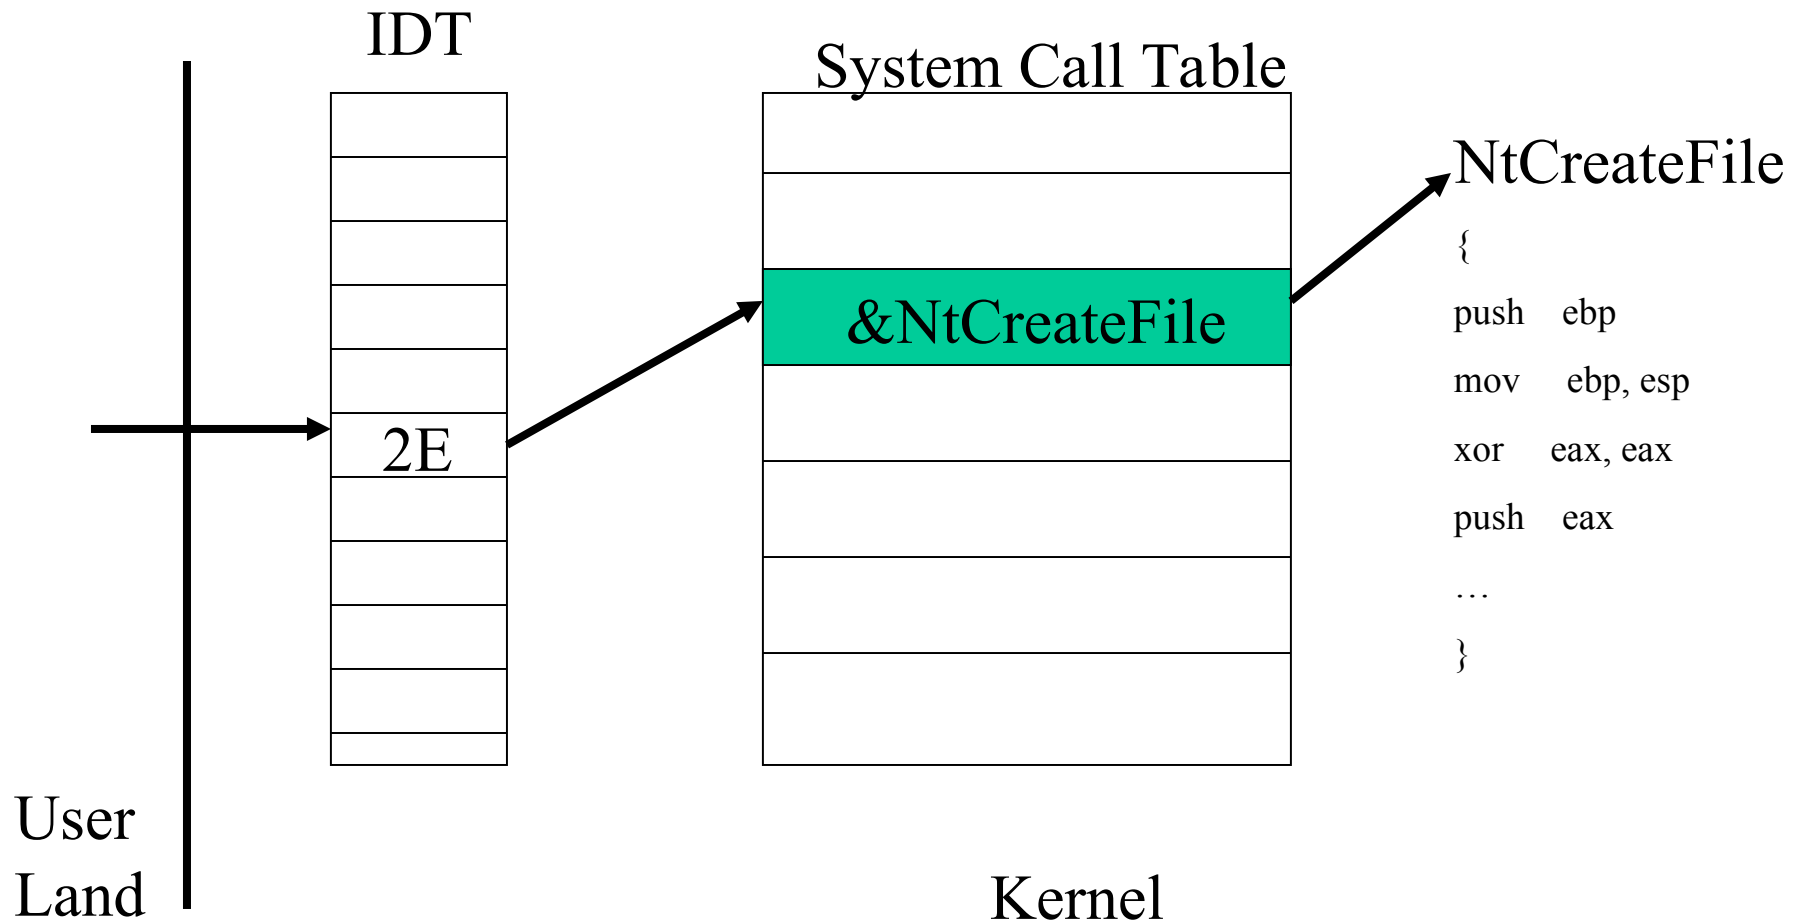 IDT
System Call Table
NtCreateFile
{
&NtCreateFile
push ebp
mov ebp, esp
2E
xor eax, eax
push eax
…
}
User
Land
Kernel